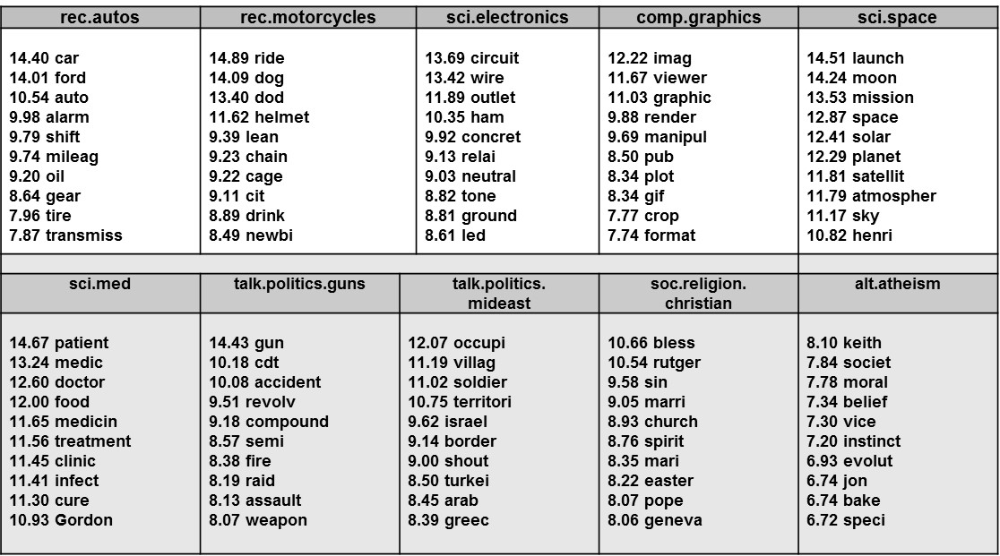 rec.autos rec.motorcycles sci.electronics comp.graphics sci.space
14.40 car 14.89 ride 13.69 circuit 12.22 imag 14.51 launch
14.01 ford 14.09 dog 13.42 wire 11.67 viewer 14.24 moon
10.54 auto 13.40 dod 11.89 outlet 11.03 graphic 13.53 mission
9.98 alarm 11.62 helmet 10.35 ham 9.88 render 12.87 space
9.79 shift 9.39 lean 9.92 concret 9.69 manipul 12.41 solar
9.74 mileag 9.23 chain 9.13 relai 8.50 pub 12.29 planet
9.20 oil 9.22 cage 9.03 neutral 8.34 plot 11.81 satellit
8.64 gear 9.11 cit 8.82 tone 8.34 gif 11.79 atmospher
7.96 tire 8.89 drink 8.81 ground 7.77 crop 11.17 sky
7.87 transmiss 8.49 newbi 8.61 led 7.74 format 10.82 henri
sci.med talk.politics.guns talk.politics. soc.religion. alt.atheism
mideast christian
14.67 patient 14.43 gun 12.07 occupi 10.66 bless 8.10 keith
13.24 medic 10.18 cdt 11.19 villag 10.54 rutger 7.84 societ
12.60 doctor 10.08 accident 11.02 soldier 9.58 sin 7.78 moral
12.00 food 9.51 revolv 10.75 territori 9.05 marri 7.34 belief
11.65 medicin 9.18 compound 9.62 israel 8.93 church 7.30 vice
11.56 treatment 8.57 semi 9.14 border 8.76 spirit 7.20 instinct
11.45 clinic 8.38 fire 9.00 shout 8.35 mari 6.93 evolut
11.41 infect 8.19 raid 8.50 turkei 8.22 easter 6.74 jon
11.30 cure 8.13 assault 8.45 arab 8.07 pope 6.74 bake
10.93 Gordon 8.07 weapon 8.39 greec 8.06 geneva 6.72 speci